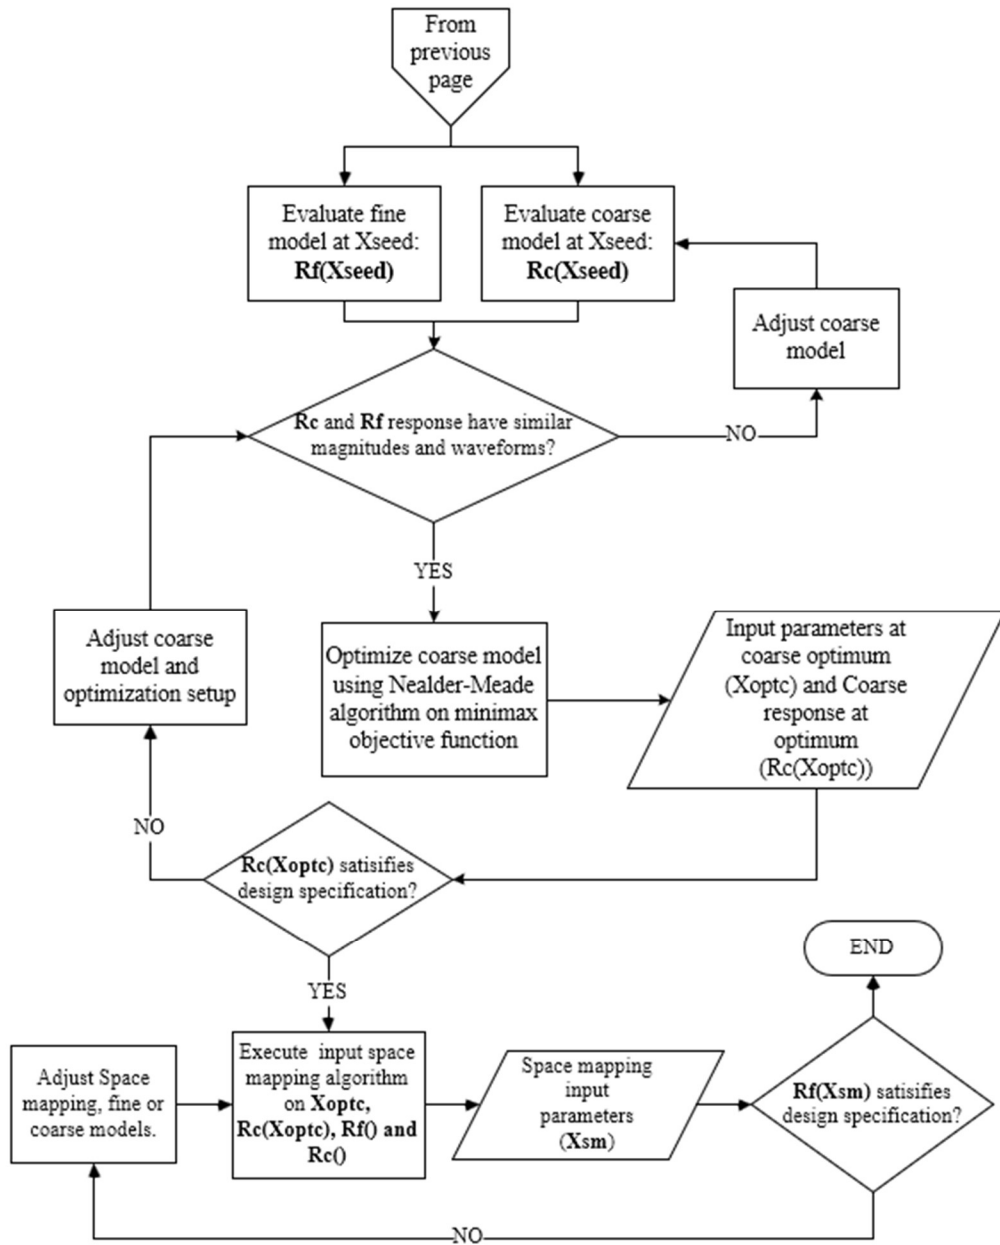 From
previous
page
Evaluate fine
model at Xseed:
Rf(Xseed)
Evaluate coarse
model at Xseed:
Rc(Xseed)
Adjust coarse
model
Rc and Rf response have similar
magnitudes and waveforms?
NO
YES
Adjust coarse
model and
optimization setup
Optimize coarse model
using Nealder-Meade
algorithm on minimax
objective function
Input parameters at
coarse optimum
(Xoptc) and Coarse
response at
optimum
(Rc(Xoptc))
NO
Rc(Xoptc) satisifies
design specification?
YES
END
Adjust Space
mapping, fine or
coarse models.
Execute input space
mapping algorithm
on Xoptc,
Rc(Xoptc), Rf() and
Rc()
Space mapping
input
parameters
(Xsm)
Rf(Xsm) satisifies
design specification?
NO